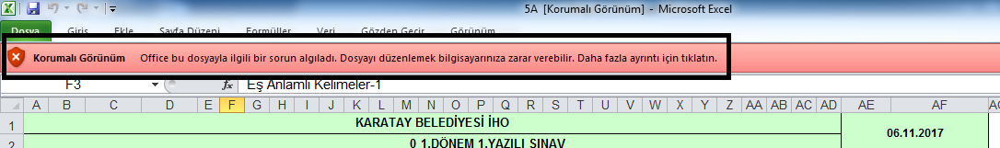 5A [Korumalı Görünüm] - Microsoft Excel
Dosya Giriş Ekle Sayfa Düzeni Formüller Veri Gözden Geçir Görünüm
Korumalı Görünüm Office bu dosyayla ilgili bir sorun algıladı. Dosyayı düzenlemek bilgisayarınıza zarar verebilir. Daha fazla ayrıntı için tıklatın.
F3 fx Eş Anlamlı Kelimeler-1
A B C D E F G H I J K L M N O P Q R S T U V W X Y Z AA AB AC AD AE AF AG
1 KARATAY BELEDİYESİ İHO 06.11.2017
2 0 1.DÖNEM 1.YAZILI SINAV